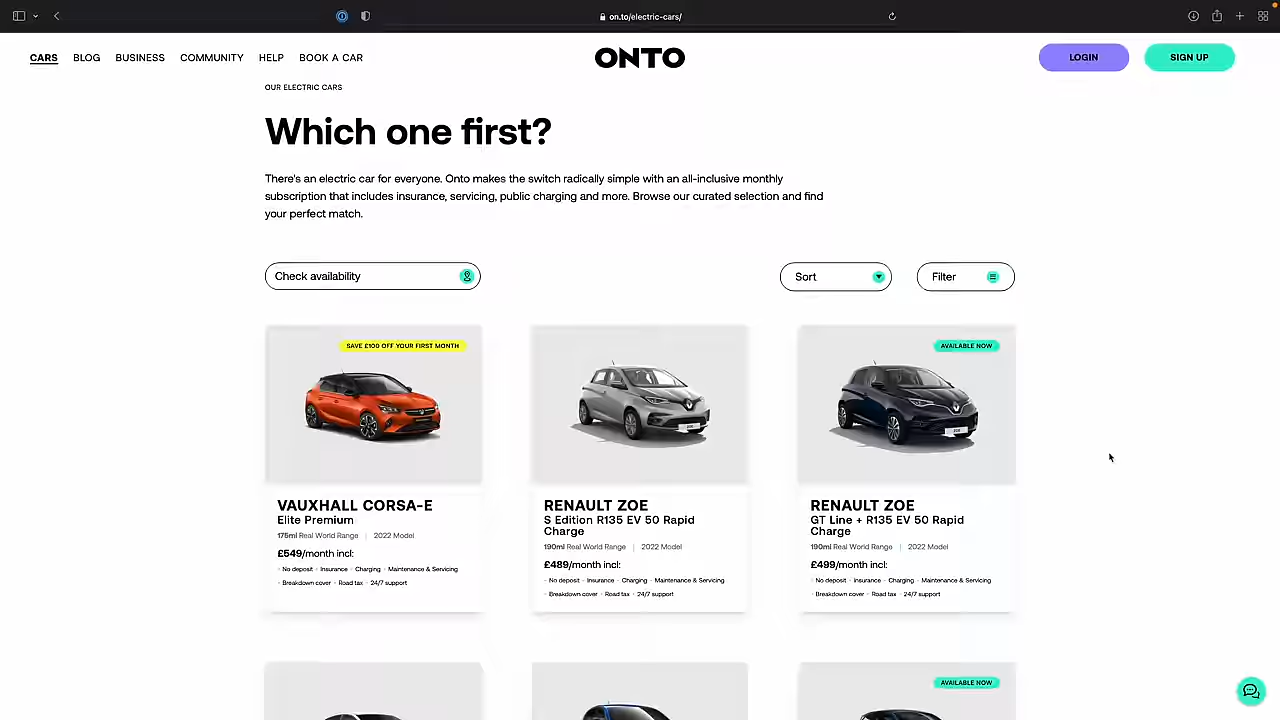 on.to/electric-cars/
CARS BLOG BUSINESS COMMUNITY HELP BOOK A CAR
ONTO
LOGIN
SIGN UP
OUR ELECTRIC CARS
Which one first?
There's an electric car for everyone. Onto makes the switch radically simple with an all-inclusive monthly
subscription that includes insurance, servicing, public charging and more. Browse our curated selection and find
your perfect match.
Check availability
Sort
Filter
SAVE £100 OFF YOUR FIRST MONTH
VAUXHALL CORSA-E
Elite Premium
175mi Real World Range | 2022 Model
£549/month incl:
· No deposit · Insurance · Charging · Maintenance & Servicing
· Breakdown cover · Road tax · 24/7 support
RENAULT ZOE
S Edition R135 EV 50 Rapid
Charge
190mi Real World Range | 2022 Model
£489/month incl:
· No deposit · Insurance · Charging · Maintenance & Servicing
· Breakdown cover · Road tax · 24/7 support
AVAILABLE NOW
RENAULT ZOE
GT Line + R135 EV 50 Rapid
Charge
190mi Real World Range | 2022 Model
£499/month incl:
· No deposit · Insurance · Charging · Maintenance & Servicing
· Breakdown cover · Road tax · 24/7 support
AVAILABLE NOW